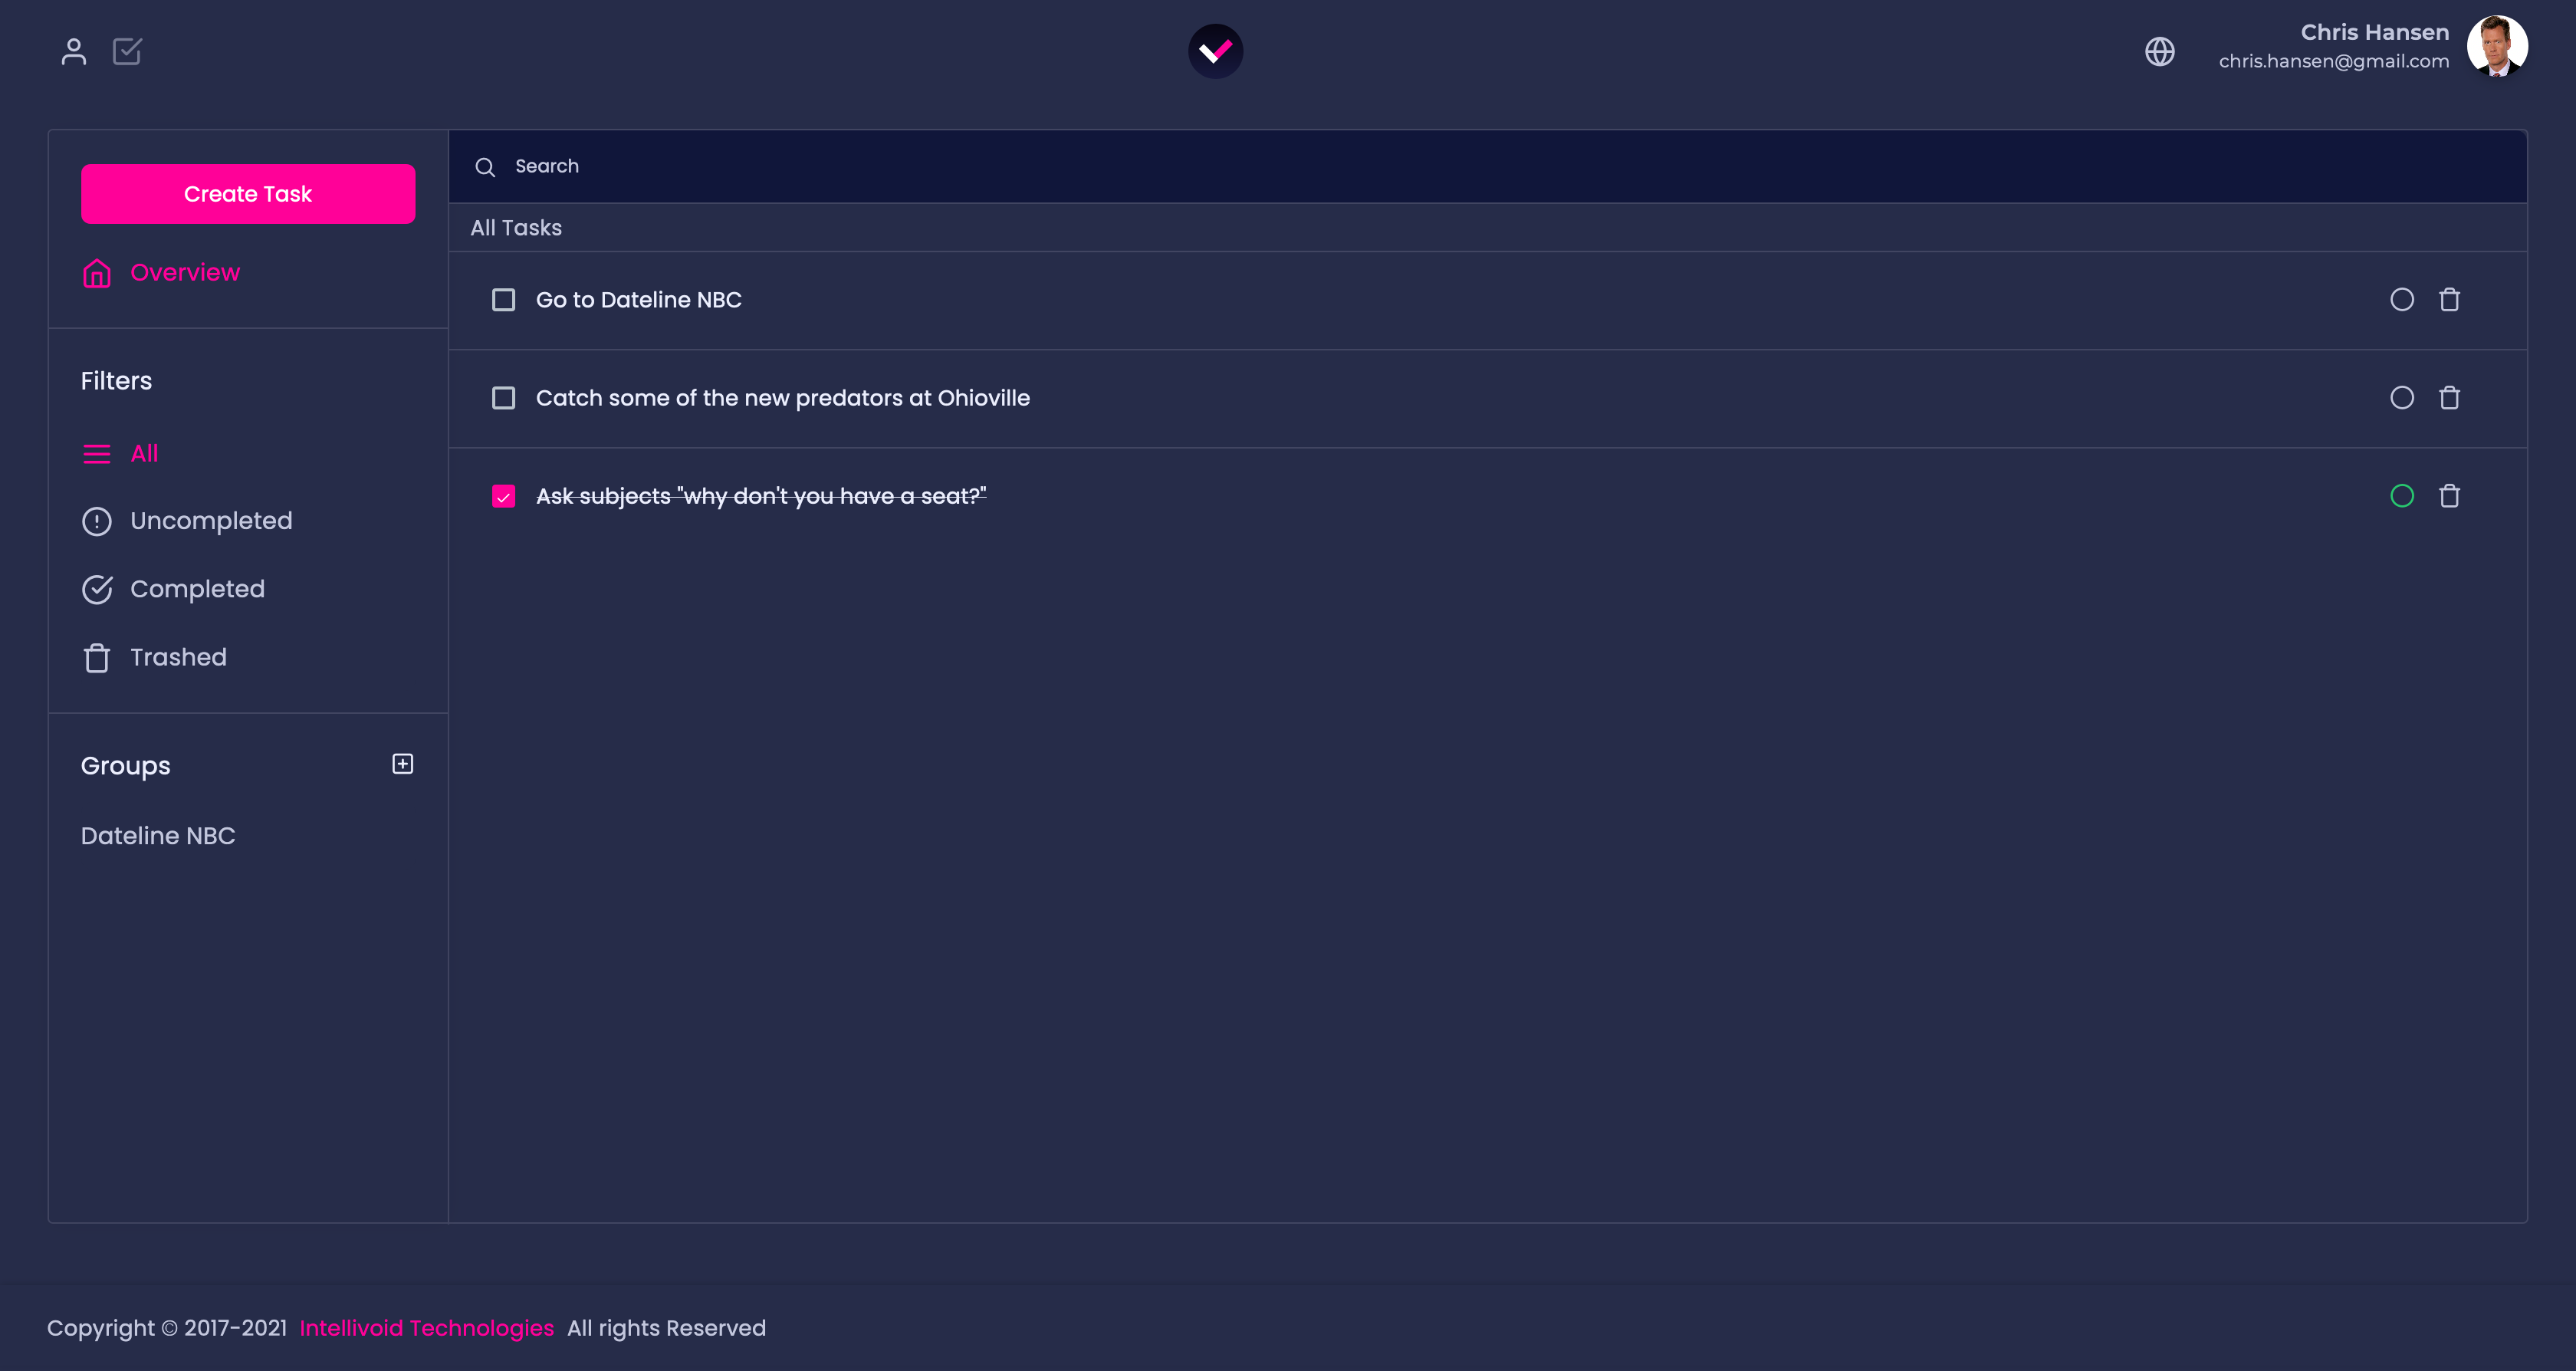 Chris Hansen
chris.hansen@gmail.com
Create Task
Overview
Filters
All
Uncompleted
Completed
Trashed
Groups
Dateline NBC
Search
All Tasks
Go to Dateline NBC
Catch some of the new predators at Ohioville
Ask subjects "why don't you have a seat?"
Copyright © 2017-2021 Intellivoid Technologies All rights Reserved